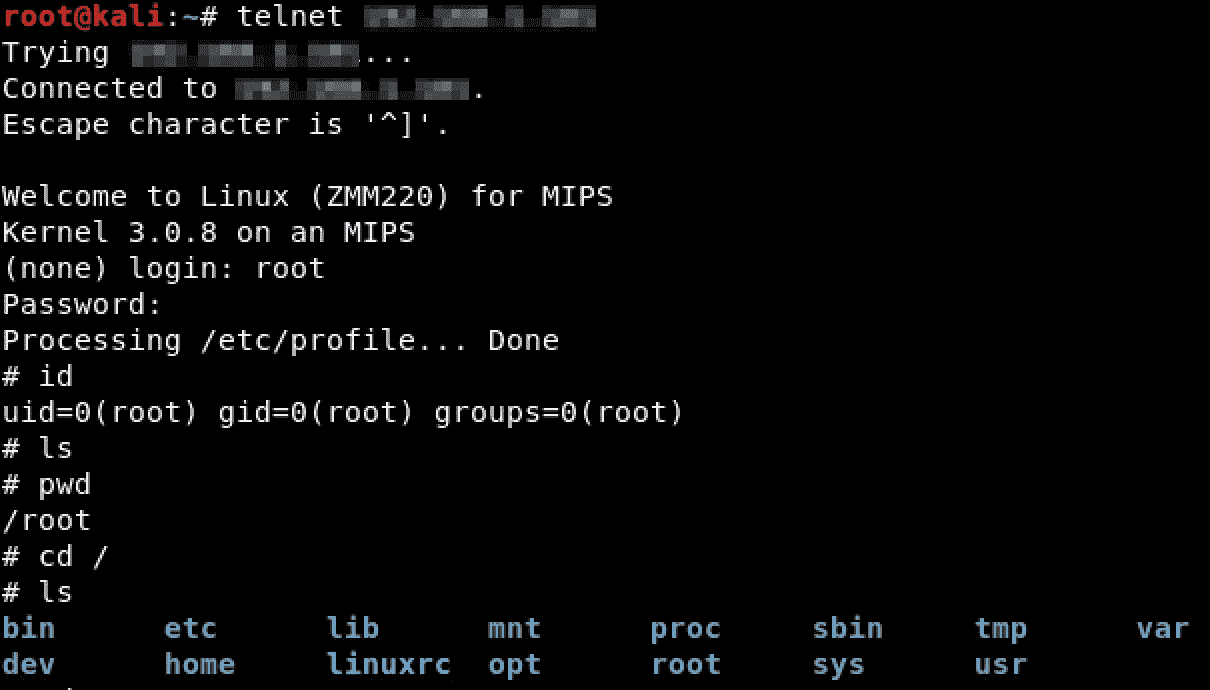 root@kali:~# telnet
Trying ...
Connected to .
Escape character is '^]'.
Welcome to Linux (ZMM220) for MIPS
Kernel 3.0.8 on an MIPS
(none) login: root
Password:
Processing /etc/profile... Done
# id
uid=0(root) gid=0(root) groups=0(root)
# ls
# pwd
/root
# cd /
# ls
bin etc lib mnt proc sbin tmp var
dev home linuxrc opt root sys usr